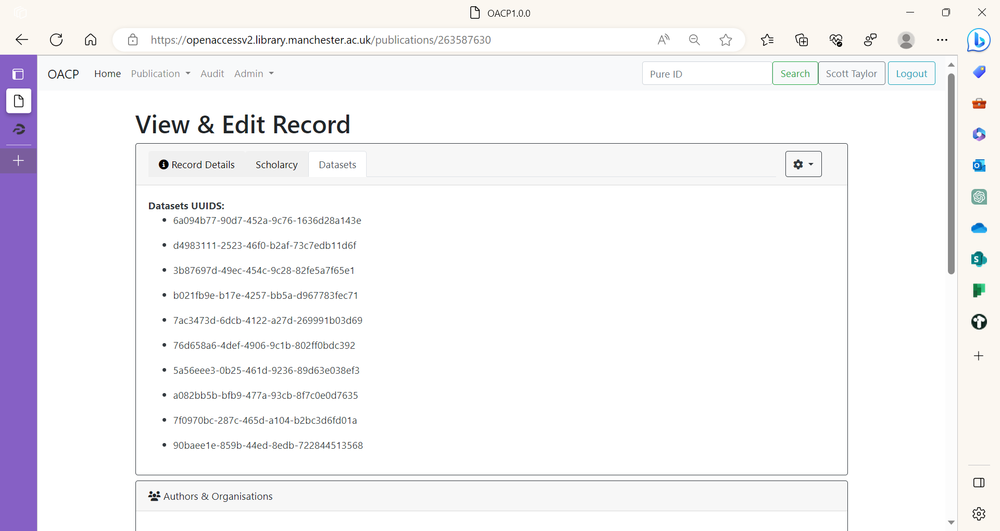 OACP1.0.0
https://openaccessv2.library.manchester.ac.uk/publications/263587630
OACP Home Publication Audit Admin Pure ID Search Scott Taylor Logout
View & Edit Record
Record Details Scholarcy Datasets
Datasets UUIDS:
6a094b77-90d7-452a-9c76-1636d28a143e
d4983111-2523-46f0-b2af-73c7edb11d6f
3b87697d-49ec-454c-9c28-82fe5a7f65e1
b021fb9e-b17e-4257-bb5a-d967783fec71
7ac3473d-6dcb-4122-a27d-269991b03d69
76d658a6-4def-4906-9c1b-802ff0bdc392
5a56eee3-0b25-461d-9236-89d63e038ef3
a082bb5b-bfb9-477a-93cb-8f7c0e0d7635
7f0970bc-287c-465d-a104-b2bc3d6fd01a
90baee1e-859b-44ed-8edb-722844513568
Authors & Organisations